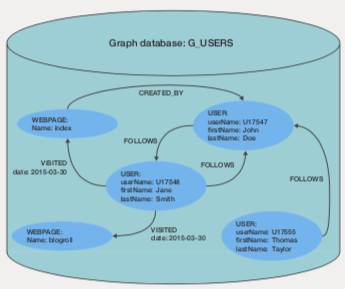 Graph database: G_USERS
CREATED_BY
WEBPAGE:
Name: index
USER:
userName: U17547
firstName: John
lastName: Doe
FOLLOWS
VISITED
date: 2015-03-30
USER:
userName: U17548
firstName: Jane
lastName: Smith
FOLLOWS
FOLLOWS
WEBPAGE:
Name: blogroll
VISITED
date: 2015-03-30
USER:
userName: U17555
firstName: Thomas
lastName: Taylor